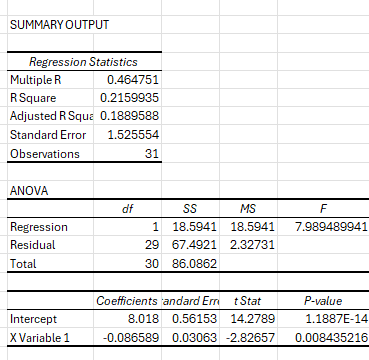 SUMMARY OUTPUT
Regression Statistics
Multiple R 0.464751
R Square 0.2159935
Adjusted R Squa 0.1889588
Standard Error 1.525554
Observations 31
ANOVA
df SS MS F
Regression 1 18.5941 18.5941 7.989489941
Residual 29 67.4921 2.32731
Total 30 86.0862
Coefficients andard Erro t Stat P-value
Intercept 8.018 0.56153 14.2789 1.1887E-14
X Variable 1 -0.086589 0.03063 -2.82657 0.008435216